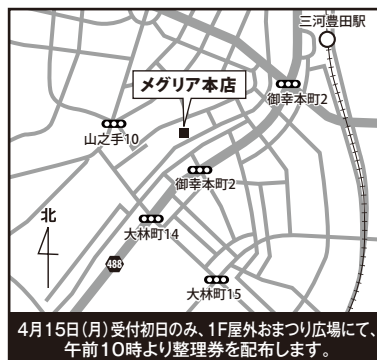 三河豊田駅
メグリア本店
御幸本町2
山之手10
御幸本町2
北
大林町14
488
大林町15
4月15日(月)受付初日のみ、1F屋外おまつり広場にて、
午前10時より整理券を配布します。